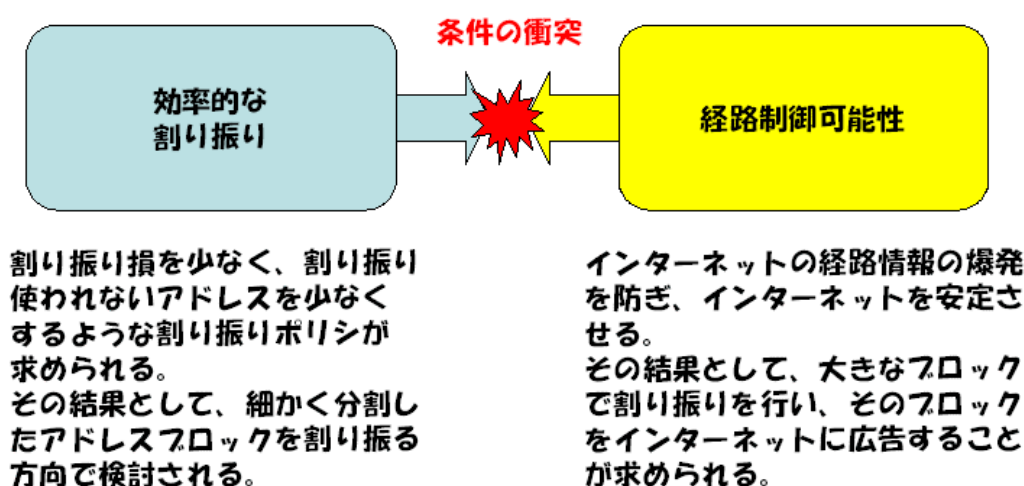 条件の衝突
効率的な
割り振り
経路制御可能性
割り振り損を少なく、割り振り
使われないアドレスを少なく
するような割り振りポリシが
求められる。
その結果として、細かく分割し
たアドレスブロックを割り振る
方向で検討される。
インターネットの経路情報の爆発
を防ぎ、インターネットを安定さ
せる。
その結果として、大きなブロック
で割り振りを行い、そのブロック
をインターネットに広告すること
が求められる。